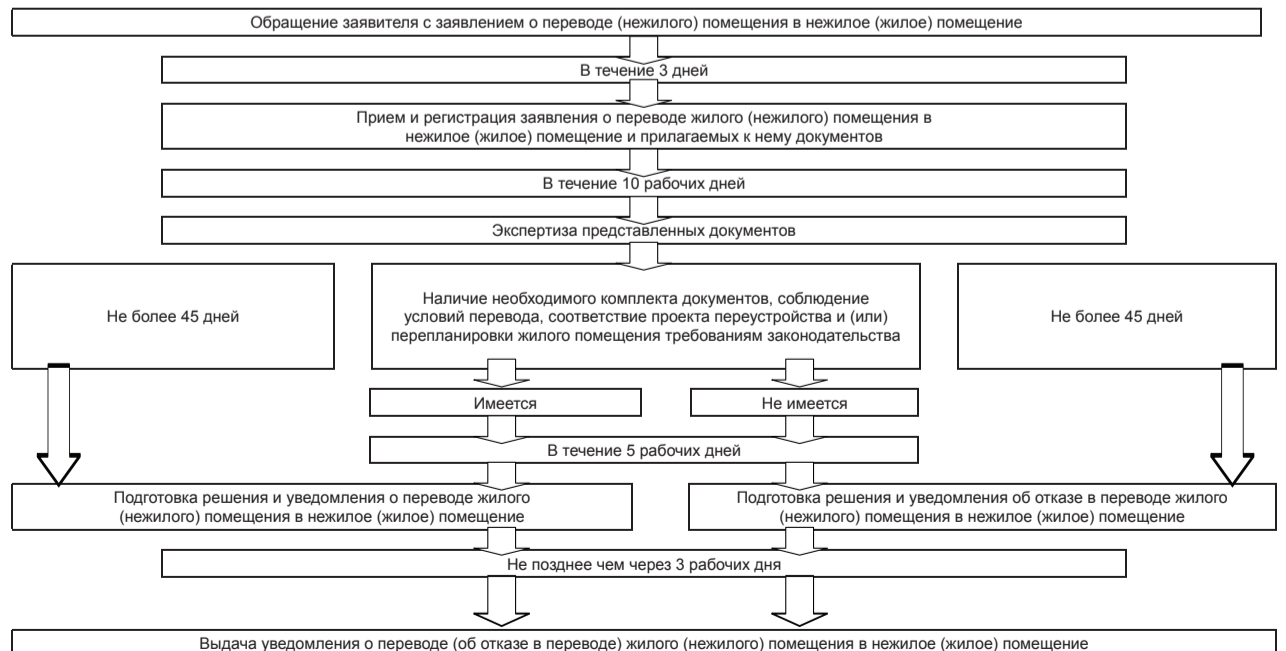 Обращение заявителя с заявлением о переводе (нежилого) помещения в нежилое (жилое) помещение
В течение 3 дней
Прием и регистрация заявления о переводе жилого (нежилого) помещения в
нежилое (жилое) помещение и прилагаемых к нему документов
В течение 10 рабочих дней
Экспертиза представленных документов
Не более 45 дней
Наличие необходимого комплекта документов, соблюдение
условий перевода, соответствие проекта переустройства и (или)
перепланировки жилого помещения требованиям законодательства
Не более 45 дней
Имеется
Не имеется
В течение 5 рабочих дней
Подготовка решения и уведомления о переводе жилого
(нежилого) помещения в нежилое (жилое) помещение
Подготовка решения и уведомления об отказе в переводе жилого
(нежилого) помещения в нежилое (жилое) помещение
Не позднее чем через 3 рабочих дня
Выдача уведомления о переводе (об отказе в переводе) жилого (нежилого) помещения в нежилое (жилое) помещение